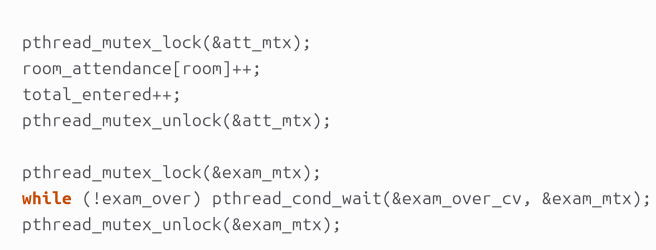 pthread_mutex_lock(&att_mtx);
room_attendance[room]++;
total_entered++;
pthread_mutex_unlock(&att_mtx);

pthread_mutex_lock(&exam_mtx);
while (!exam_over) pthread_cond_wait(&exam_over_cv, &exam_mtx);
pthread_mutex_unlock(&exam_mtx);